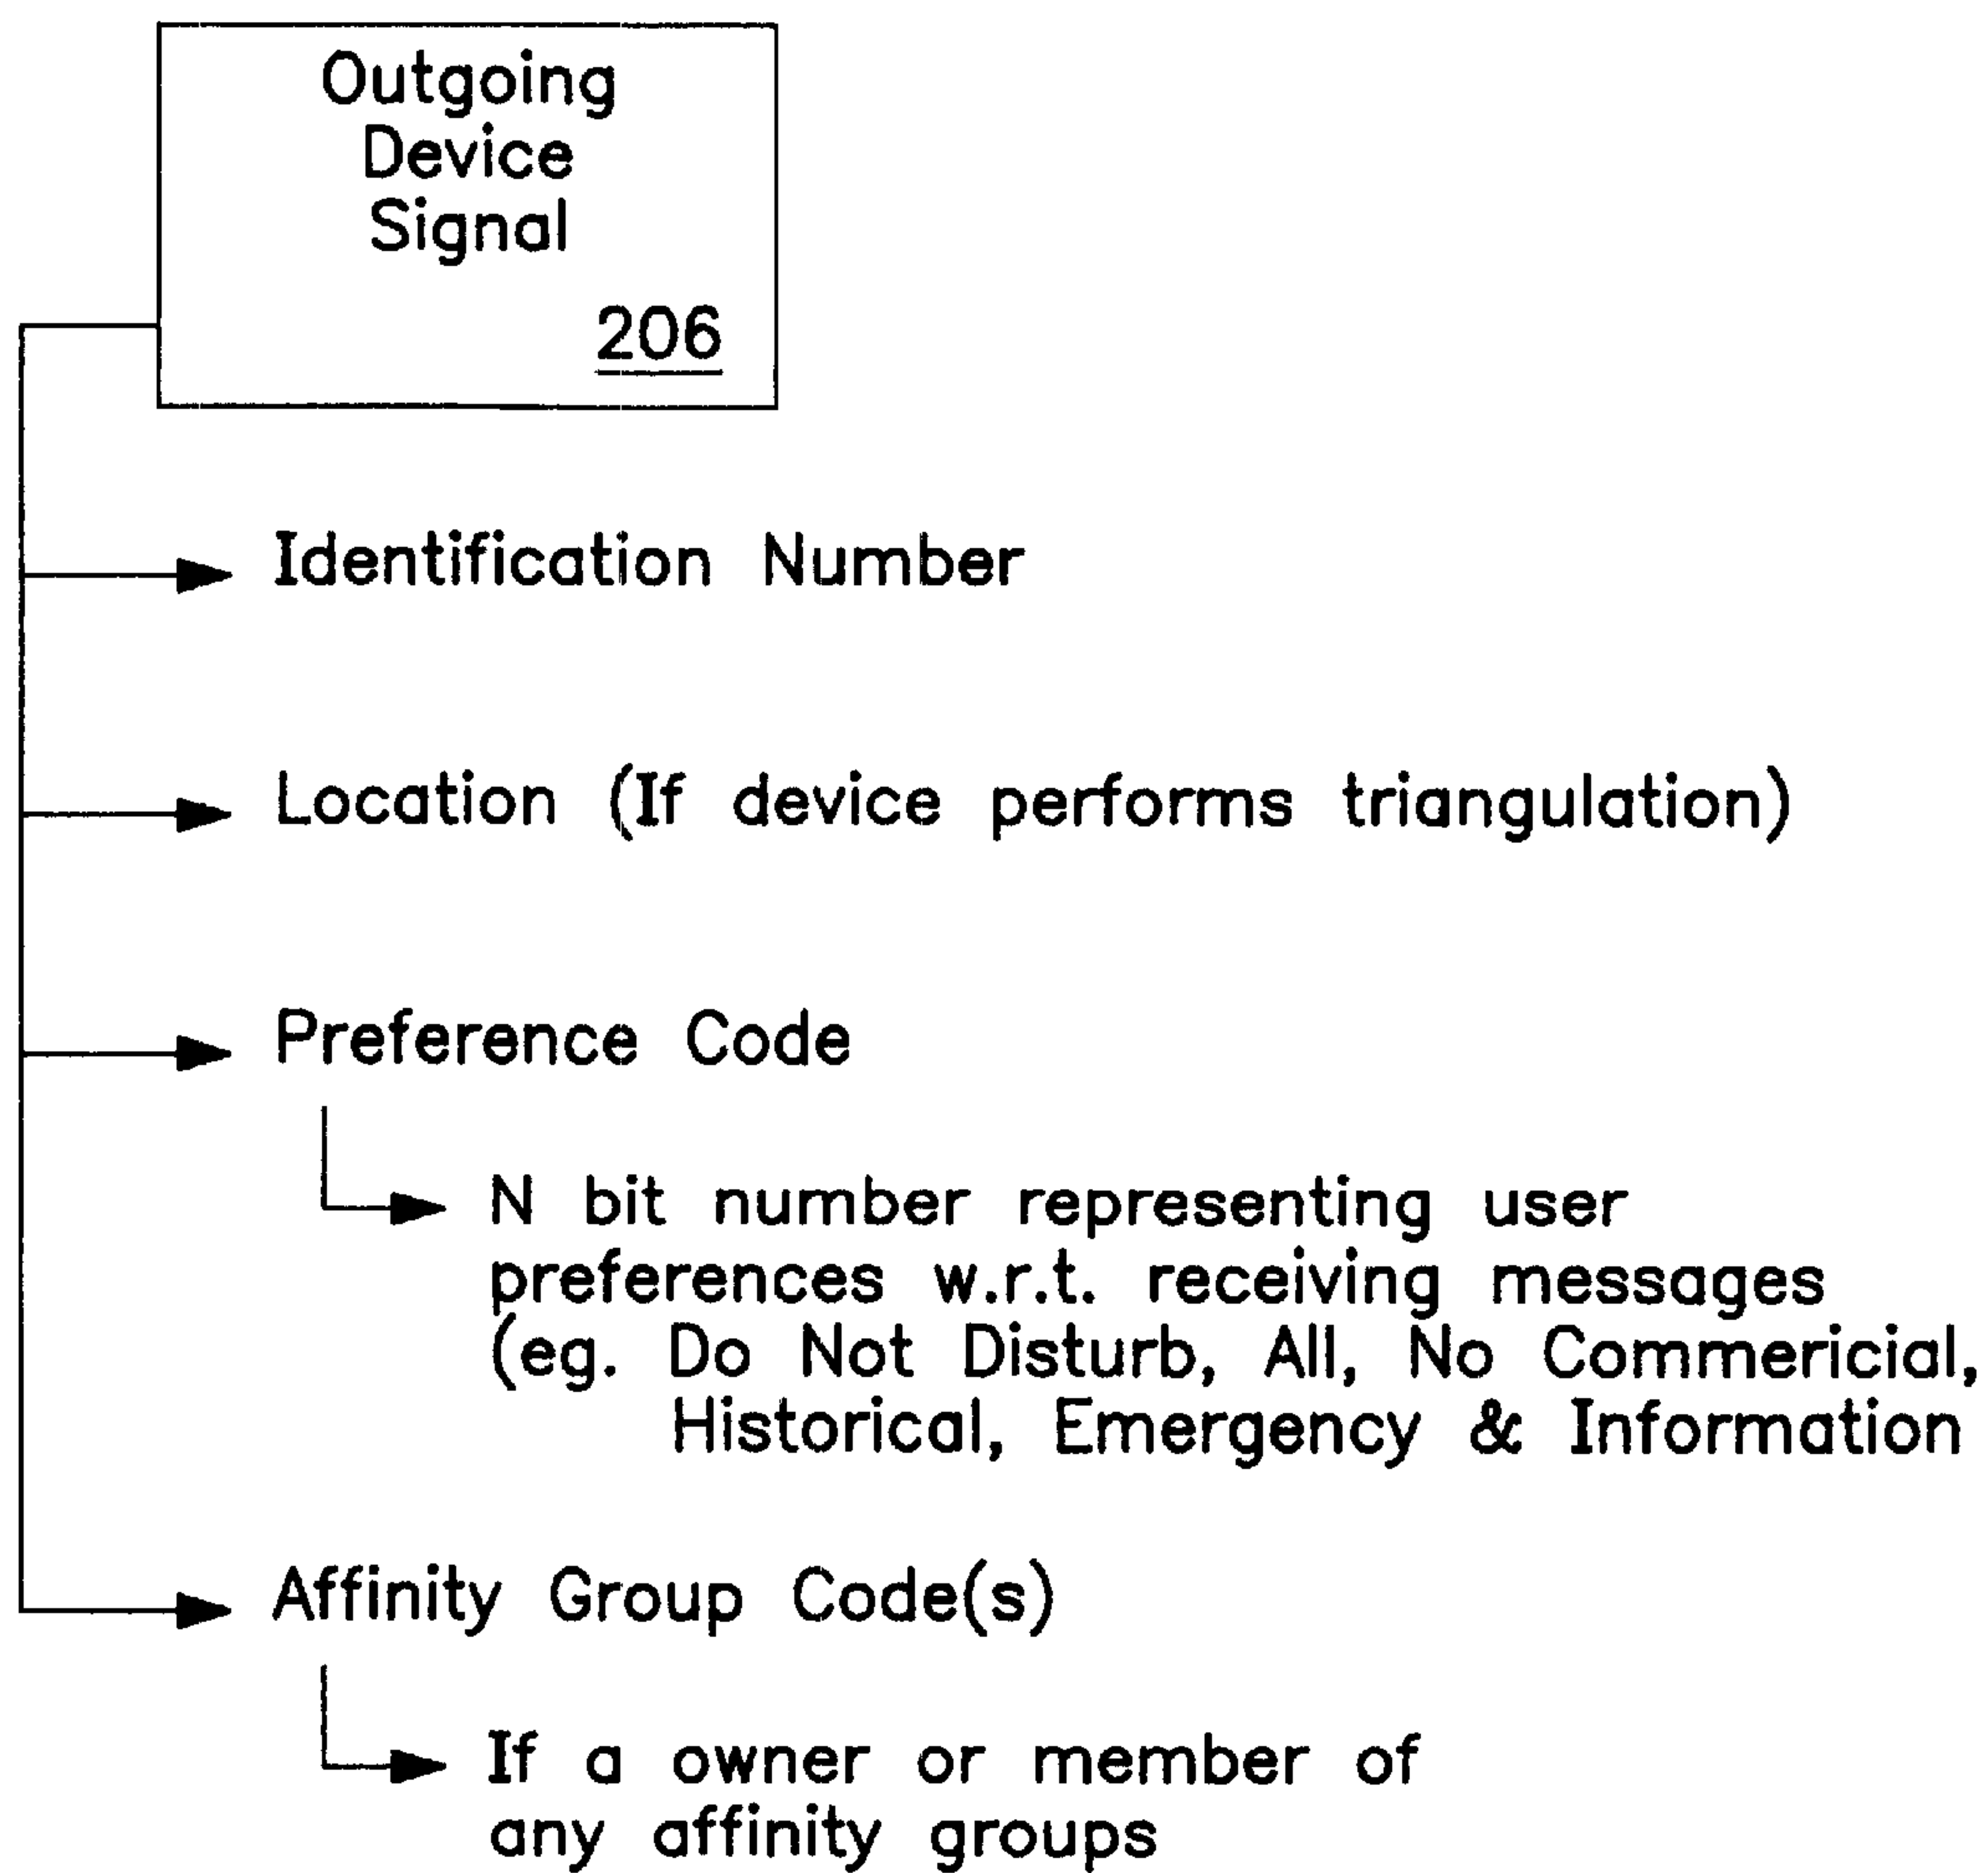 Outgoing
Device
Signal
206
Identification Number
Location (If device performs triangulation)
Preference Code
N bit number representing user
preferences w.r.t. receiving messages
(eg. Do Not Disturb, All, No Commericial,
Historical, Emergency & Information
Affinity Group Code(s)
If a owner or member of
any affinity groups